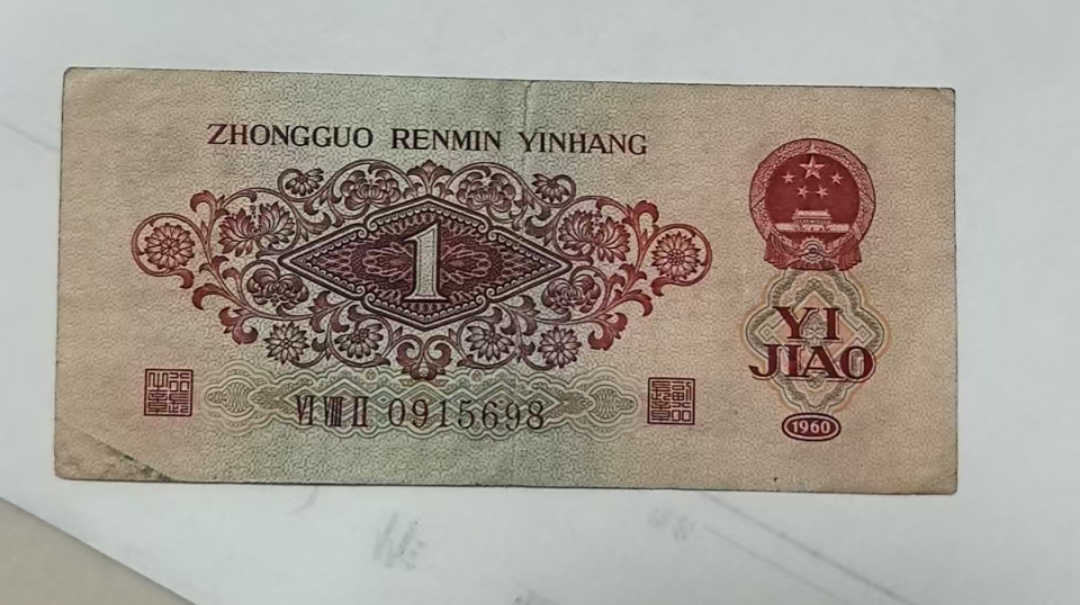 ZHONGGUO RENMIN YINHANG
1
YI
JIAO
VI VIII II 0915698
1960